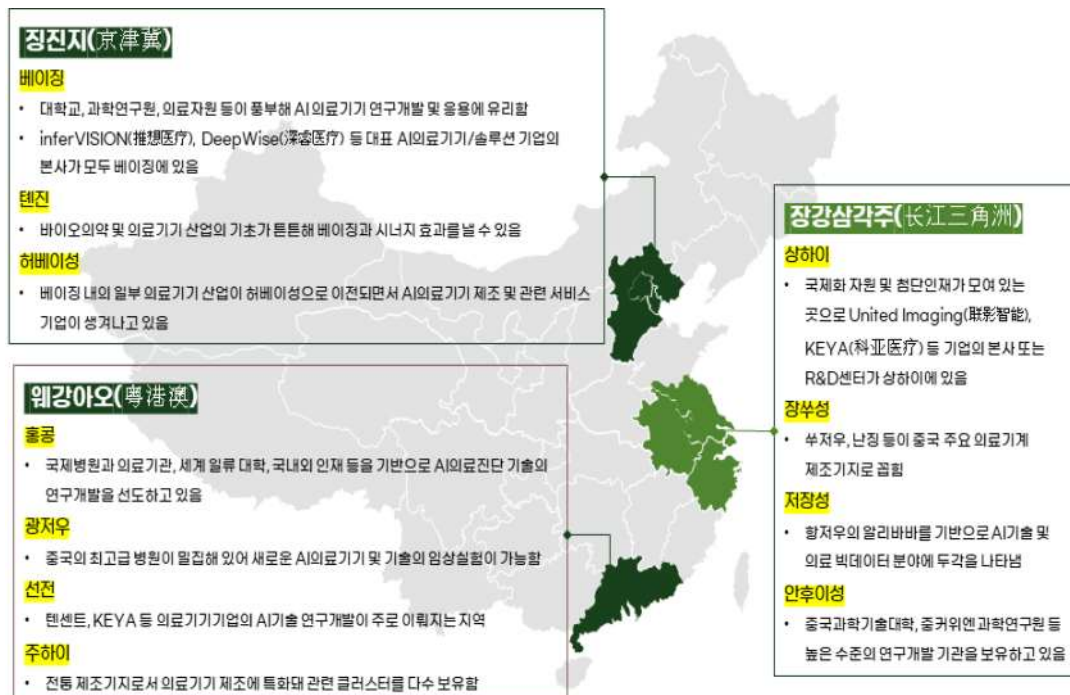 징진지(京津冀)
베이징
• 대학교, 과학연구원, 의료자원 등이 풍부해 AI 의료기기 연구개발 및 응용에 유리함
• inferVISION(推想医疗), DeepWise(深睿医疗) 등 대표 AI의료기기/솔루션 기업의
본사가 모두 베이징에 있음
톈진
• 바이오의약 및 의료기기 산업의 기초가 튼튼해 베이징과 시너지 효과를 낼 수 있음
허베이성
• 베이징 내의 일부 의료기기 산업이 허베이성으로 이전되면서 AI의료기기 제조 및 관련 서비스
기업이 생겨나고 있음
웨강아오(粤港澳)
홍콩
• 국제병원과 의료기관, 세계 일류 대학, 국내외 인재 등을 기반으로 AI의료진단 기술의
연구개발을 선도하고 있음
광저우
• 중국의 최고급 병원이 밀집해 있어 새로운 AI의료기기 및 기술의 임상실험이 가능함
선전
• 텐센트, KEYA 등 의료기기기업의 AI기술 연구개발이 주로 이뤄지는 지역
주하이
• 전통 제조기지로서 의료기기 제조에 특화돼 관련 클러스터를 다수 보유함
장강삼각주(长江三角洲)
상하이
• 국제화 자원 및 첨단인재가 모여 있는
곳으로 United Imaging(联影智能),
KEYA(科亚医疗) 등 기업의 본사 또는
R&D센터가 상하이에 있음
장쑤성
• 쑤저우, 난징 등이 중국 주요 의료기계
제조기지로 꼽힘
저장성
• 항저우의 알리바바를 기반으로 AI기술 및
의료 빅데이터 분야에 두각을 나타냄
안후이성
• 중국과학기술대학, 중커위엔 과학연구원 등
높은 수준의 연구개발 기관을 보유하고 있음